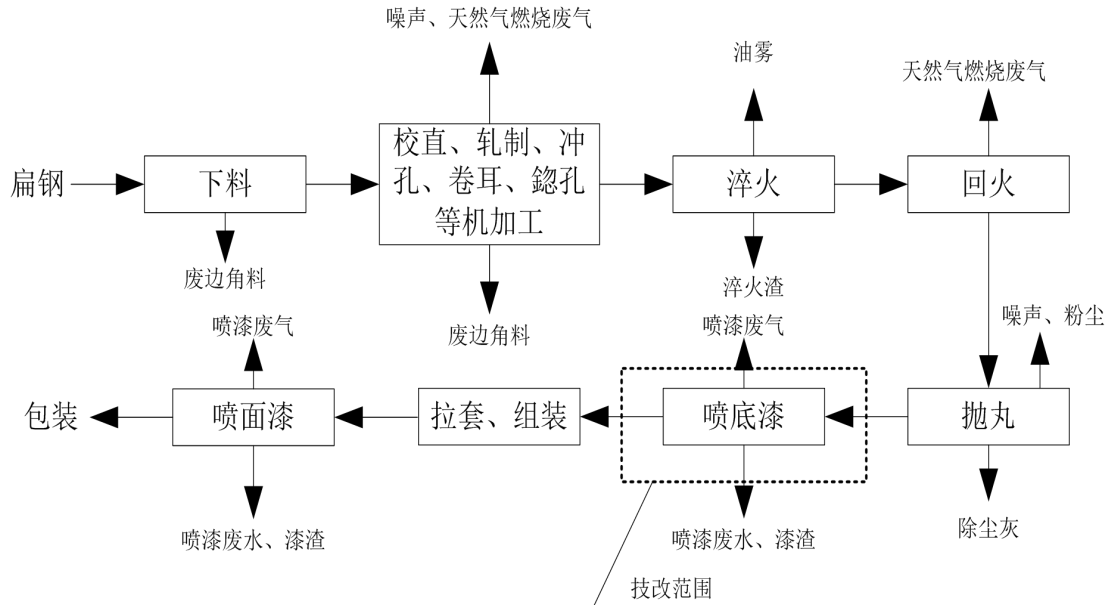 噪声、天然气燃烧废气
油雾
天然气燃烧废气
扁钢
下料
校直、轧制、冲
孔、卷耳、鍃孔
等机加工
淬火
回火
废边角料
废边角料
淬火渣
喷漆废气
喷漆废气
噪声、粉尘
包装
喷面漆
拉套、组装
喷底漆
抛丸
喷漆废水、漆渣
喷漆废水、漆渣
除尘灰
技改范围